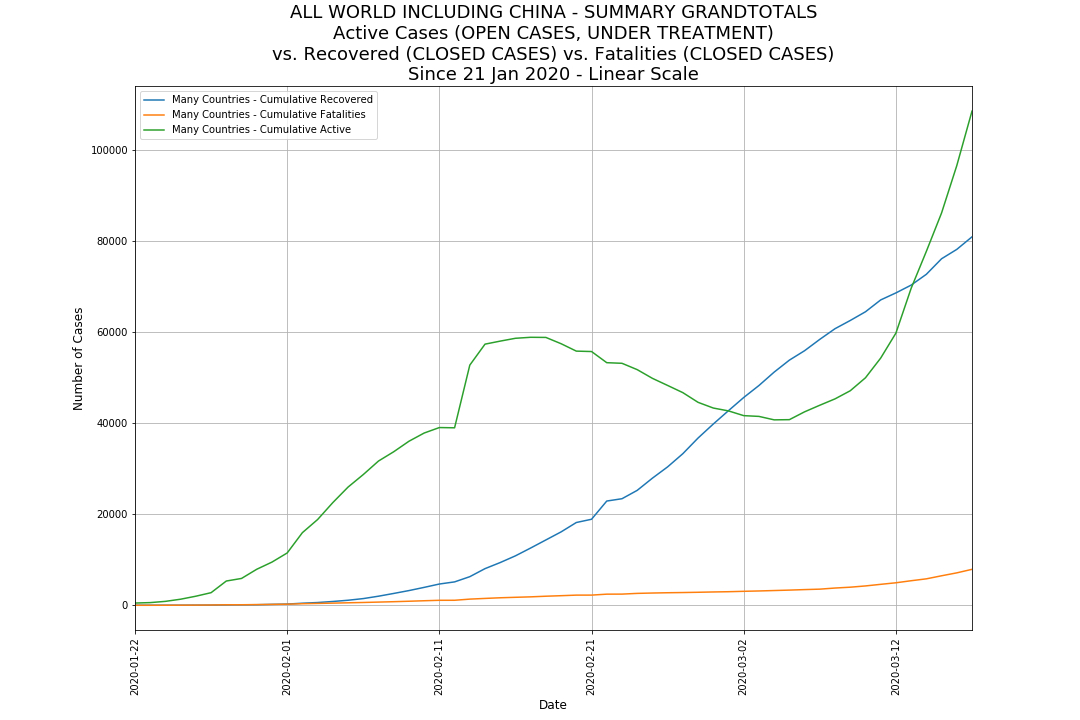 ALL WORLD INCLUDING CHINA - SUMMARY GRANDTOTALS
Active Cases (OPEN CASES, UNDER TREATMENT)
vs. Recovered (CLOSED CASES) vs. Fatalities (CLOSED CASES)
Since 21 Jan 2020 - Linear Scale
Many Countries - Cumulative Recovered
Many Countries - Cumulative Fatalities
Many Countries - Cumulative Active
100000
80000
60000
40000
20000
0
Number of Cases
2020-01-22
2020-02-01
2020-02-11
2020-02-21
2020-03-02
2020-03-12
Date